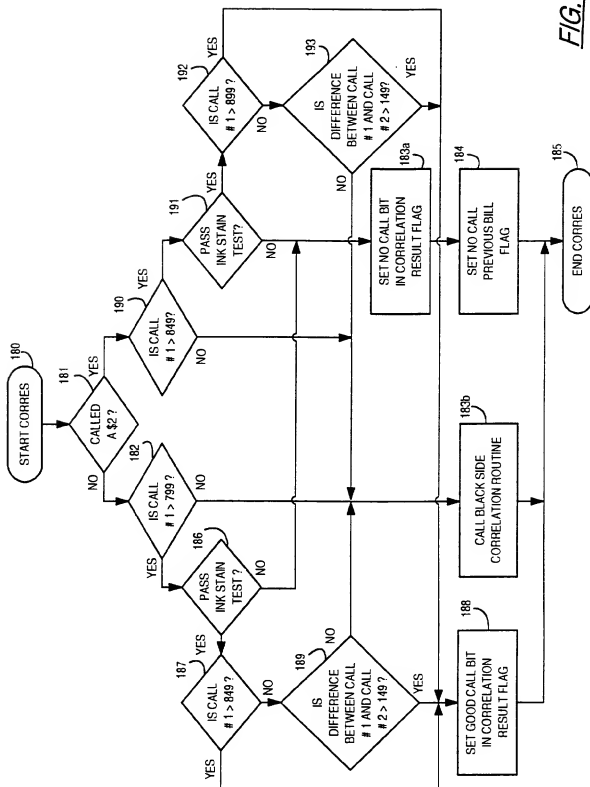 START CORRES
180
CALLED
A $2 ?
181
NO
YES
IS CALL
# 1 > 799 ?
182
YES
NO
IS CALL
# 1 > 849?
190
YES
NO
PASS
INK STAIN
TEST ?
186
YES
NO
PASS
INK STAIN
TEST?
191
YES
NO
IS CALL
# 1 > 849 ?
187
YES
NO
IS CALL
# 1 > 899 ?
192
YES
NO
IS
DIFFERENCE
BETWEEN CALL
# 1 AND CALL
# 2 > 149 ?
189
NO
YES
IS
DIFFERENCE
BETWEEN CALL
# 1 AND CALL
# 2 > 149?
193
NO
YES
SET GOOD CALL BIT
IN CORRELATION
RESULT FLAG
188
CALL BLACK SIDE
CORRELATION ROUTINE
183b
SET NO CALL BIT
IN CORRELATION
RESULT FLAG
183a
SET NO CALL
PREVIOUS BILL
FLAG
184
END CORRES
185
FIG.